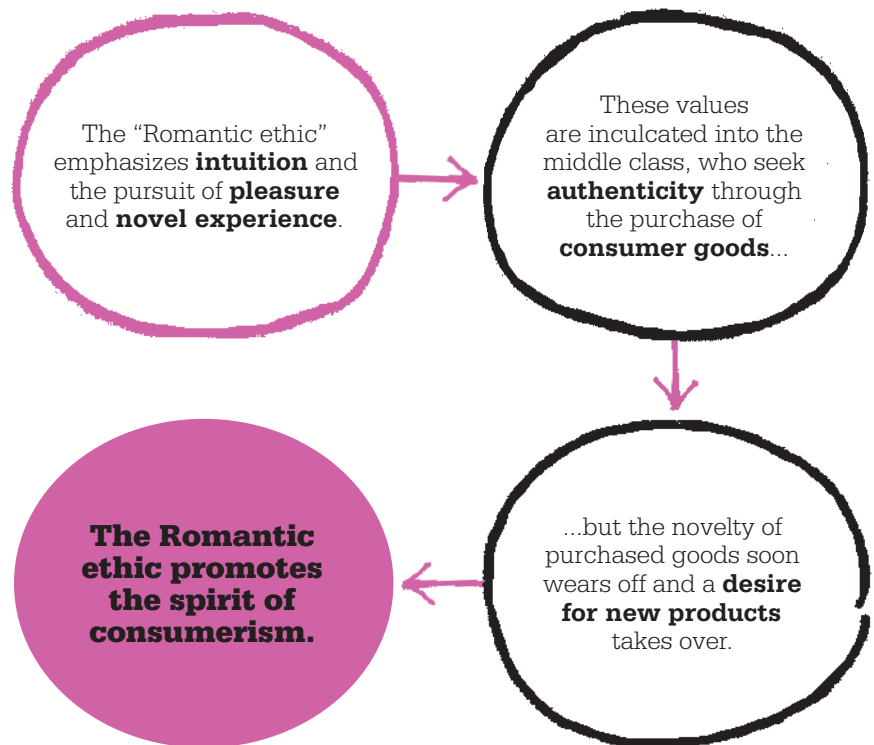 The “Romantic ethic”
emphasizes intuition and
the pursuit of pleasure
and novel experience.
These values
are inculcated into the
middle class, who seek
authenticity through
the purchase of
consumer goods...
...but the novelty of
purchased goods soon
wears off and a desire
for new products
takes over.
The Romantic
ethic promotes
the spirit of
consumerism.